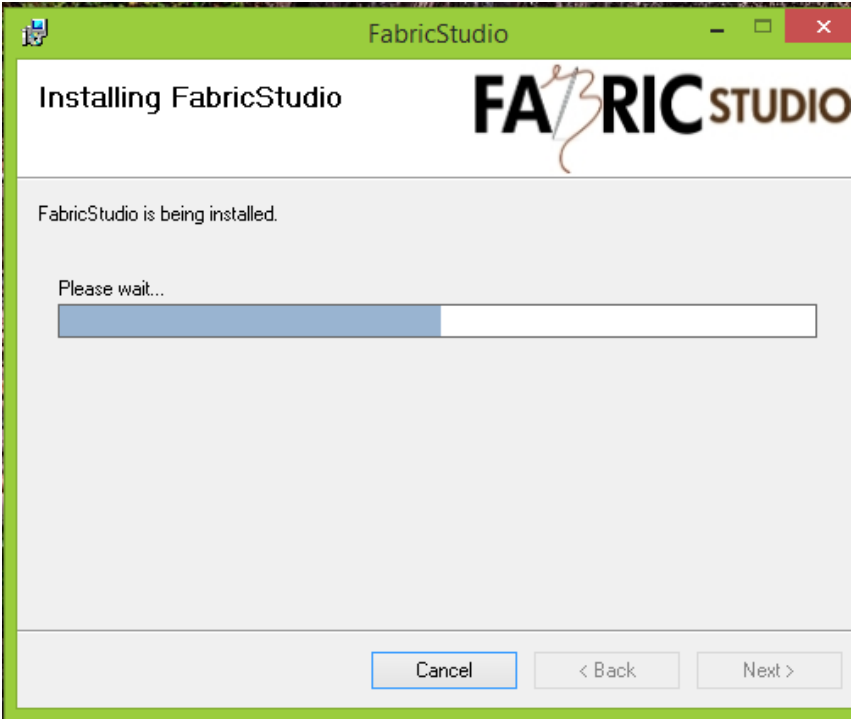 FabricStudio
Installing FabricStudio
FABRIC STUDIO
FabricStudio is being installed.
Please wait...
Cancel
< Back
Next >